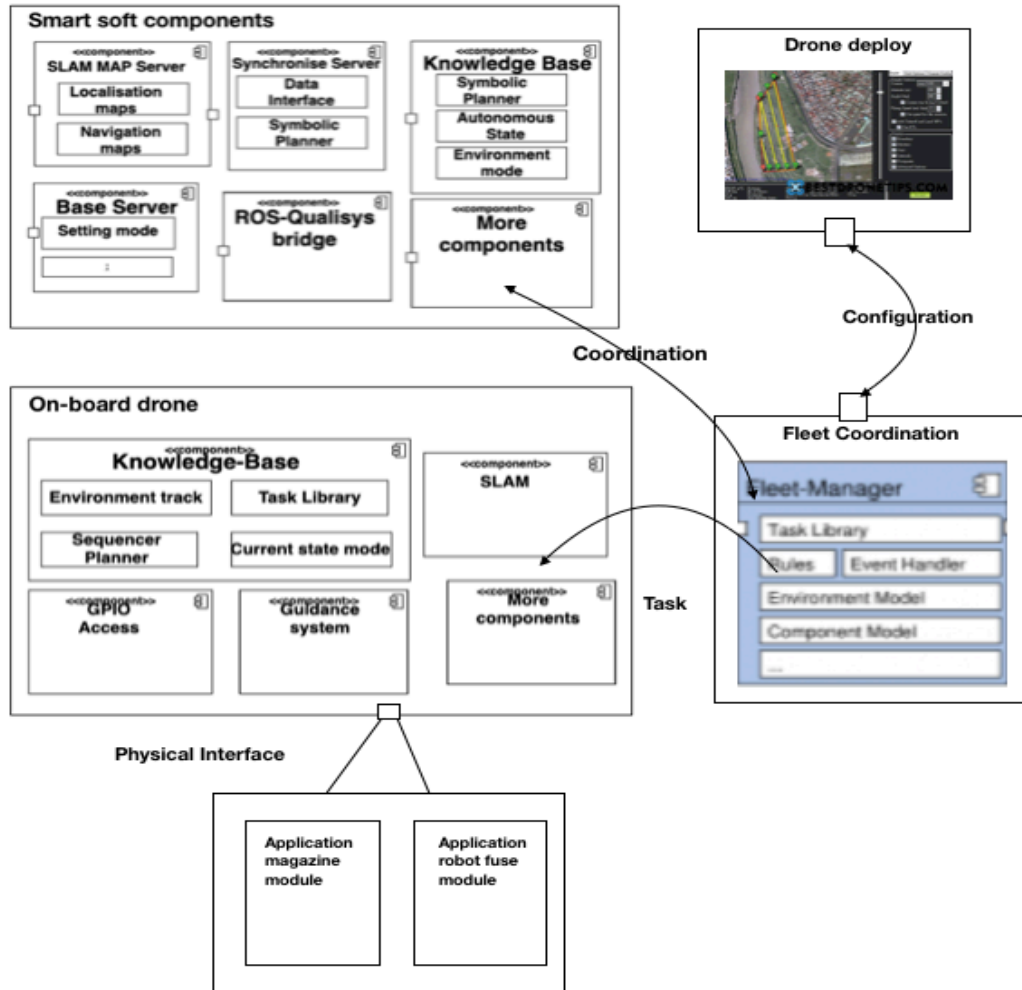 Smart soft components
<<component>>
SLAM MAP Server
Localisation
maps
Navigation
maps
<<component>>
Synchronise Server
Data
Interface
Symbolic
Planner
<<component>>
Knowledge Base
Symbolic
Planner
Autonomous
State
Environment
mode
<<component>>
Base Server
Setting mode
:
<<component>>
ROS-Qualisys
bridge
<<component>>
More
components
Drone deploy
BESTDRONETIPS.COM
Configuration
Coordination
On-board drone
<<component>>
Knowledge-Base
Environment track
Task Library
Sequencer
Planner
Current state mode
<<component>>
SLAM
<<component>>
GPIO
Access
<<component>>
Guidance
system
<<component>>
More
components
Task
Fleet Coordination
Fleet-Manager
Task Library
Rules
Event Handler
Environment Model
Component Model
...
Physical Interface
Application
magazine
module
Application
robot fuse
module